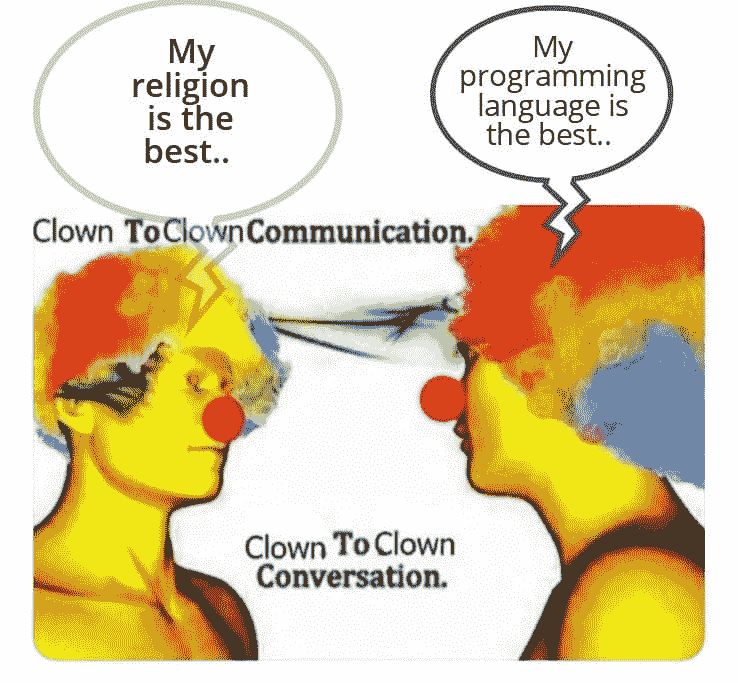 My
religion
is the
best..
My
programming
language is
the best..
Clown To Clown Communication.
Clown To Clown
Conversation.